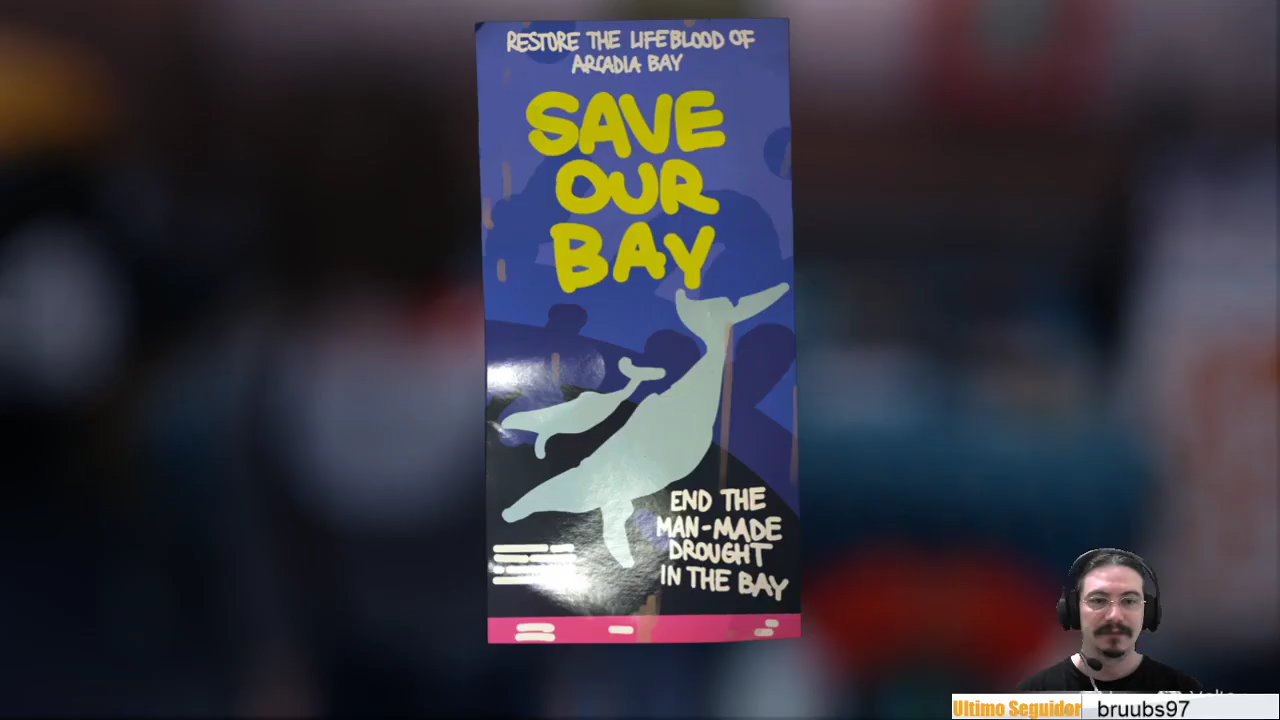 RESTORE THE LIFEBLOOD OF
ARCADIA BAY
SAVE
OUR
BAY
END THE
MAN-MADE
DROUGHT
IN THE BAY
Ultimo Seguidor bruubs97